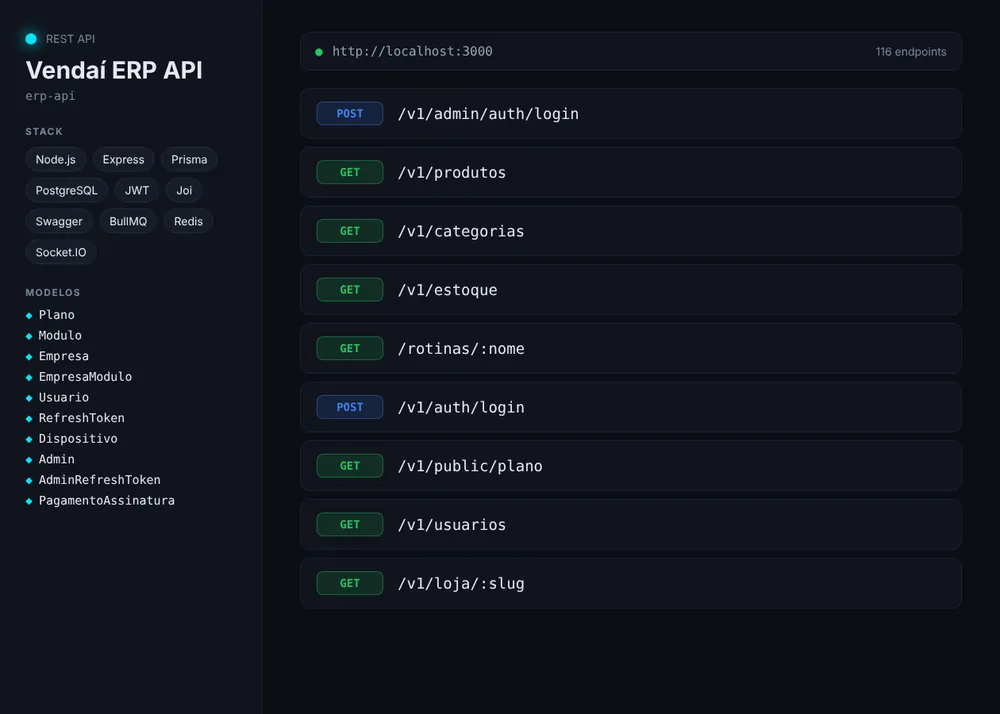 REST API
Vendaí ERP API
erp-api
STACK
Node.js Express Prisma
PostgreSQL JWT Joi
Swagger BullMQ Redis
Socket.IO
MODELOS
Plano
Modulo
Empresa
EmpresaModulo
Usuario
RefreshToken
Dispositivo
Admin
AdminRefreshToken
PagamentoAssinatura
http://localhost:3000 116 endpoints
POST /v1/admin/auth/login
GET /v1/produtos
GET /v1/categorias
GET /v1/estoque
GET /rotinas/:nome
POST /v1/auth/login
GET /v1/public/plano
GET /v1/usuarios
GET /v1/loja/:slug